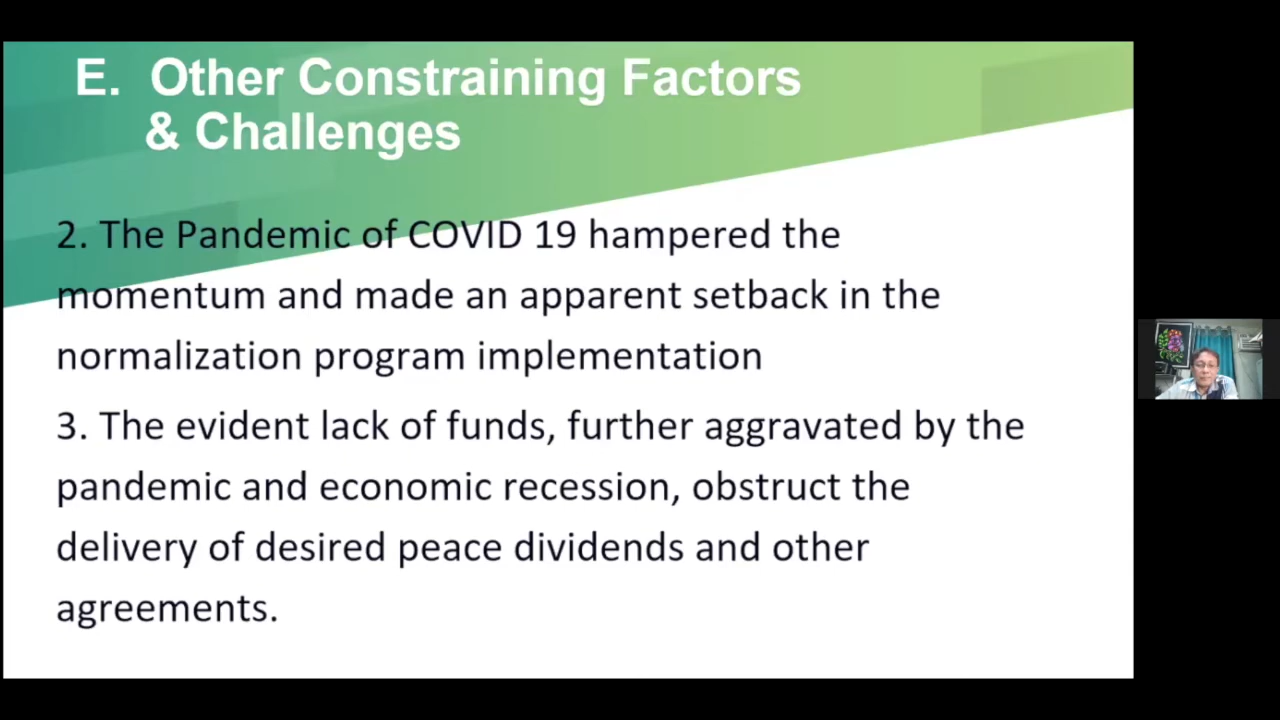 E. Other Constraining Factors
& Challenges
2. The Pandemic of COVID 19 hampered the
momentum and made an apparent setback in the
normalization program implementation
3. The evident lack of funds, further aggravated by the
pandemic and economic recession, obstruct the
delivery of desired peace dividends and other
agreements.